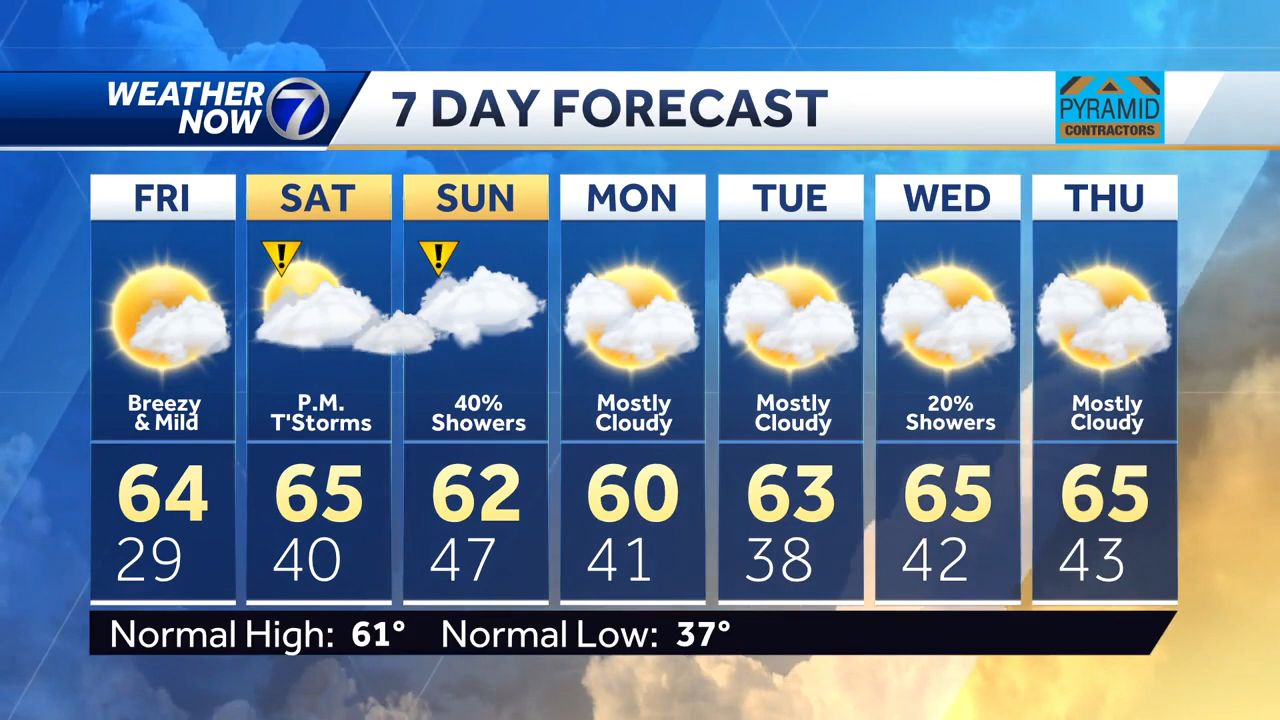 WEATHER
NOW
7
7 DAY FORECAST
PYRAMID
CONTRACTORS
FRI
SAT
SUN
MON
TUE
WED
THU
!
!
Breezy
& Mild
P.M.
T'Storms
40%
Showers
Mostly
Cloudy
Mostly
Cloudy
20%
Showers
Mostly
Cloudy
64
65
62
60
63
65
65
29
40
47
41
38
42
43
Normal High: 61° Normal Low: 37°